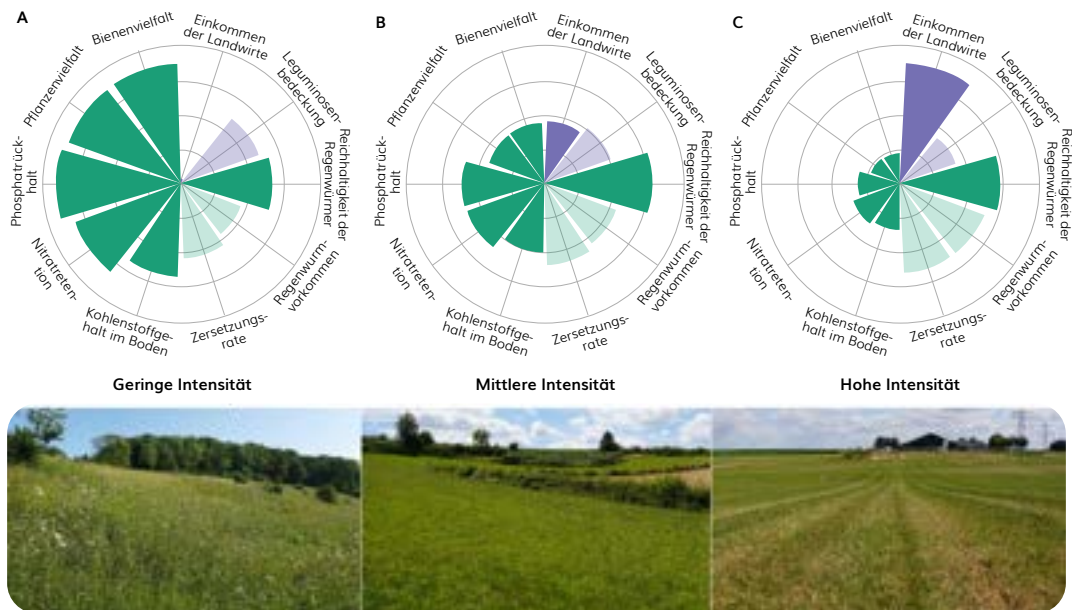 A
Bienenvielfalt
Einkommen
der Landwirte
Leguminosen-
bedeckung
Reichhaltigkeit der
Regenwürmer
Regenwurm-
vorkommen
Zersetzungs-
rate
Kohlenstoffge-
halt im Boden
Nitratreten-
tion
Phosphatrück-
halt
Pflanzenvielfalt
B
Bienenvielfalt
Einkommen
der Landwirte
Leguminosen-
bedeckung
Reichhaltigkeit der
Regenwürmer
Regenwurm-
vorkommen
Zersetzungs-
rate
Kohlenstoffge-
halt im Boden
Nitratreten-
tion
Phosphatrück-
halt
Pflanzenvielfalt
C
Bienenvielfalt
Einkommen
der Landwirte
Leguminosen-
bedeckung
Reichhaltigkeit der
Regenwürmer
Regenwurm-
vorkommen
Zersetzungs-
rate
Kohlenstoffge-
halt im Boden
Nitratreten-
tion
Phosphatrück-
halt
Pflanzenvielfalt
Geringe Intensität
Mittlere Intensität
Hohe Intensität